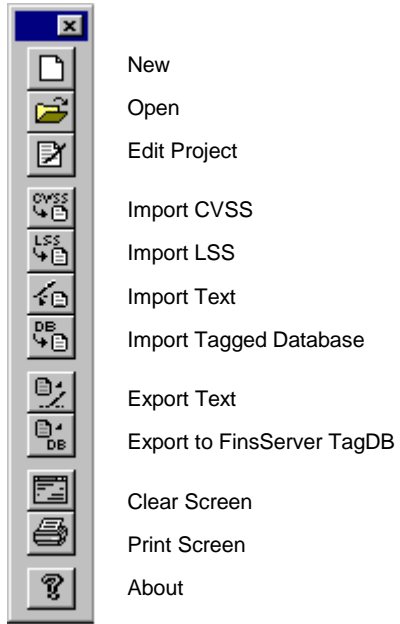 New
Open
Edit Project
CVSS
Import CVSS
LSS
Import LSS
Import Text
DB
Import Tagged Database
Export Text
DB
Export to FinsServer TagDB
Clear Screen
Print Screen
?
About